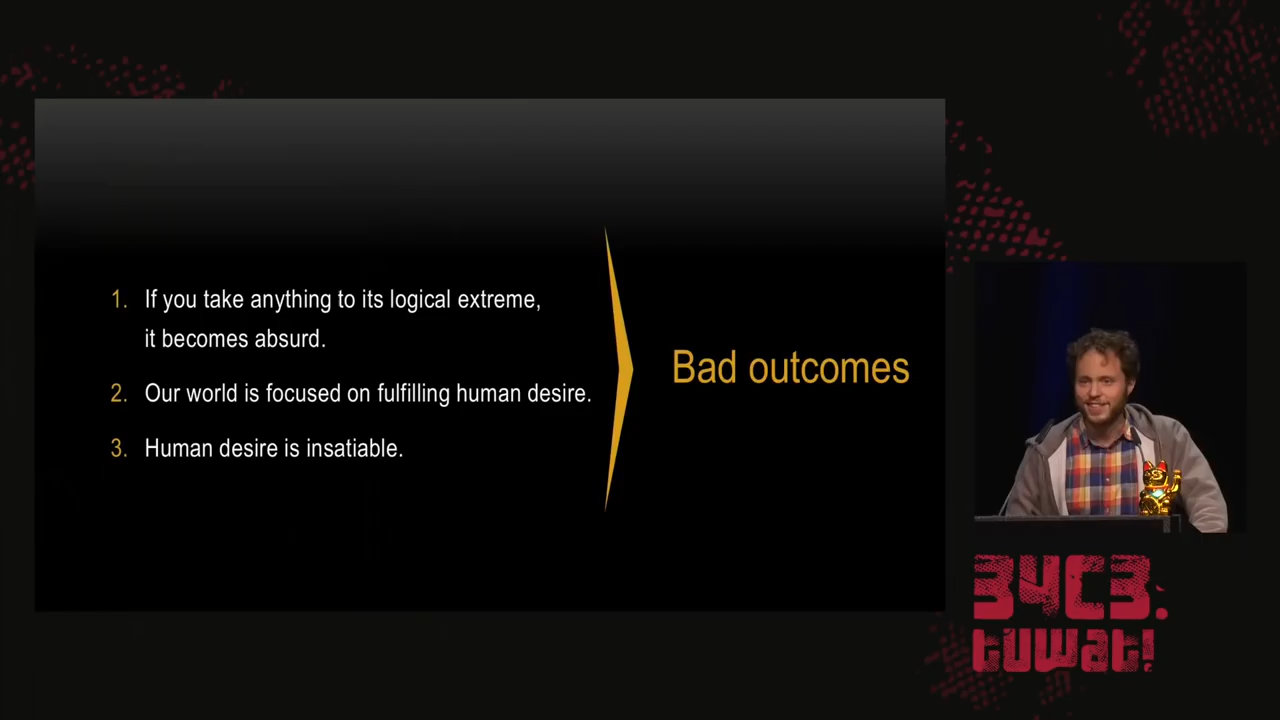 1. If you take anything to its logical extreme,
it becomes absurd.
2. Our world is focused on fulfilling human desire.
3. Human desire is insatiable.
Bad outcomes
34C3.
tuwat!